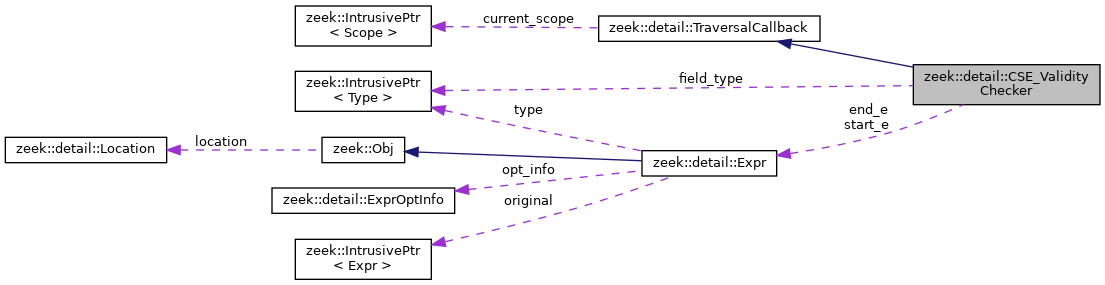 zeek::IntrusivePtr
< Scope >
current_scope
zeek::detail::TraversalCallback
zeek::IntrusivePtr
< Type >
field_type
zeek::detail::CSE_Validity
Checker
type
end_e
start_e
zeek::detail::Location
location
zeek::Obj
zeek::detail::Expr
opt_info
zeek::detail::ExprOptInfo
original
zeek::IntrusivePtr
< Expr >